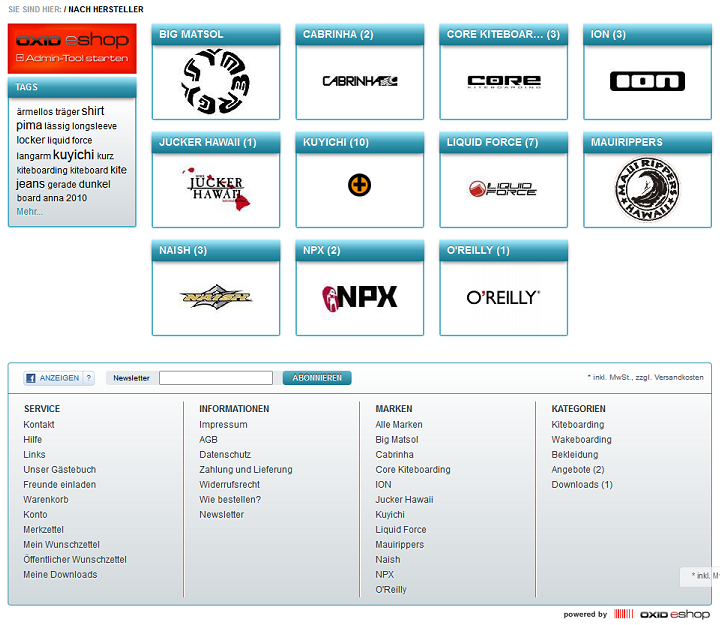 SIE SIND HIER: / NACH HERSTELLER
OXID eshop
Admin-Tool starten
TAGS
ärmellos träger shirt
pima lässig longsleeve
locker liquid force
langarm kuyichi kurz
kiteboarding kiteboard kite
jeans gerade dunkel
board anna 2010
Mehr...
BIG MATSOL
CABRINHA (2)
CABRINHA
CORE KITEBOAR... (3)
CORE
KITEBOARDING
ION (3)
ION
JUCKER HAWAII (1)
JUCKER
HAWAII
KUYICHI (10)
LIQUID FORCE (7)
LIQUID
FORCE
MAUIRIPPERS
MAUI RIPPERS
HAWAII
NAISH (3)
NAISH
NPX (2)
NPX
O'REILLY (1)
O'REILLY
ANZEIGEN ?
Newsletter
ABONNIEREN
* inkl. MwSt., zzgl. Versandkosten
SERVICE
Kontakt
Hilfe
Links
Unser Gästebuch
Freunde einladen
Warenkorb
Konto
Merkzettel
Mein Wunschzettel
Öffentlicher Wunschzettel
Meine Downloads
INFORMATIONEN
Impressum
AGB
Datenschutz
Zahlung und Lieferung
Widerrufsrecht
Wie bestellen?
Newsletter
MARKEN
Alle Marken
Big Matsol
Cabrinha
Core Kiteboarding
ION
Jucker Hawaii
Kuyichi
Liquid Force
Mauirippers
Naish
NPX
O'Reilly
KATEGORIEN
Kiteboarding
Wakeboarding
Bekleidung
Angebote (2)
Downloads (1)
* inkl. M
powered by OXID eshop